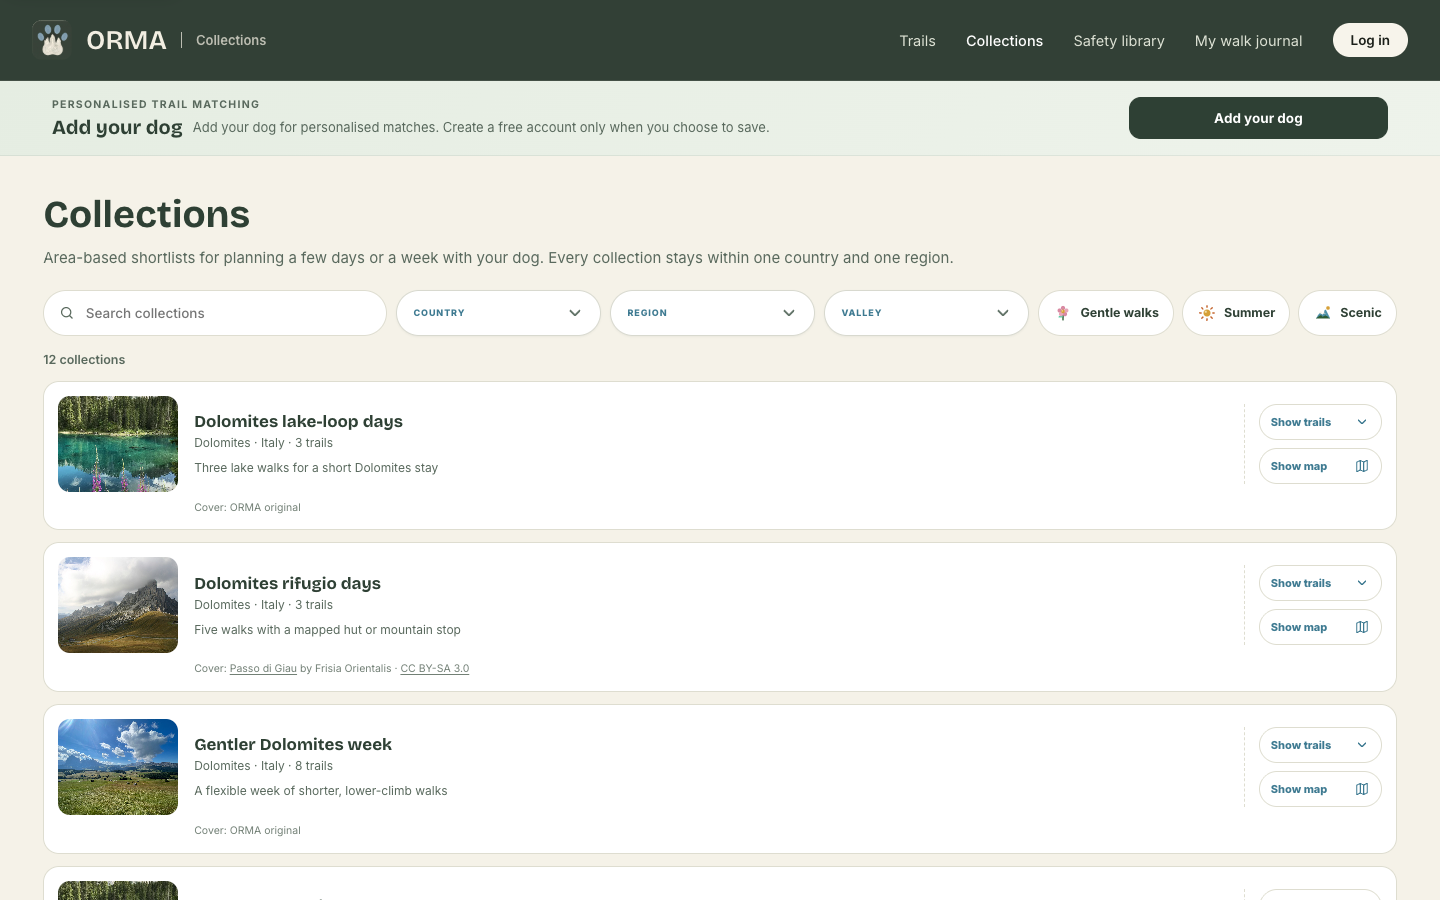 ORMA
Collections
Trails
Collections
Safety library
My walk journal
Log in
PERSONALISED TRAIL MATCHING
Add your dog
Add your dog for personalised matches. Create a free account only when you choose to save.
Add your dog
Collections
Area-based shortlists for planning a few days or a week with your dog. Every collection stays within one country and one region.
Search collections
COUNTRY
REGION
VALLEY
Gentle walks
Summer
Scenic
12 collections
Dolomites lake-loop days
Dolomites · Italy · 3 trails
Three lake walks for a short Dolomites stay
Cover: ORMA original
Show trails
Show map
Dolomites rifugio days
Dolomites · Italy · 3 trails
Five walks with a mapped hut or mountain stop
Cover: Passo di Giau by Frisia Orientalis · CC BY-SA 3.0
Show trails
Show map
Gentler Dolomites week
Dolomites · Italy · 8 trails
A flexible week of shorter, lower-climb walks
Cover: ORMA original
Show trails
Show map